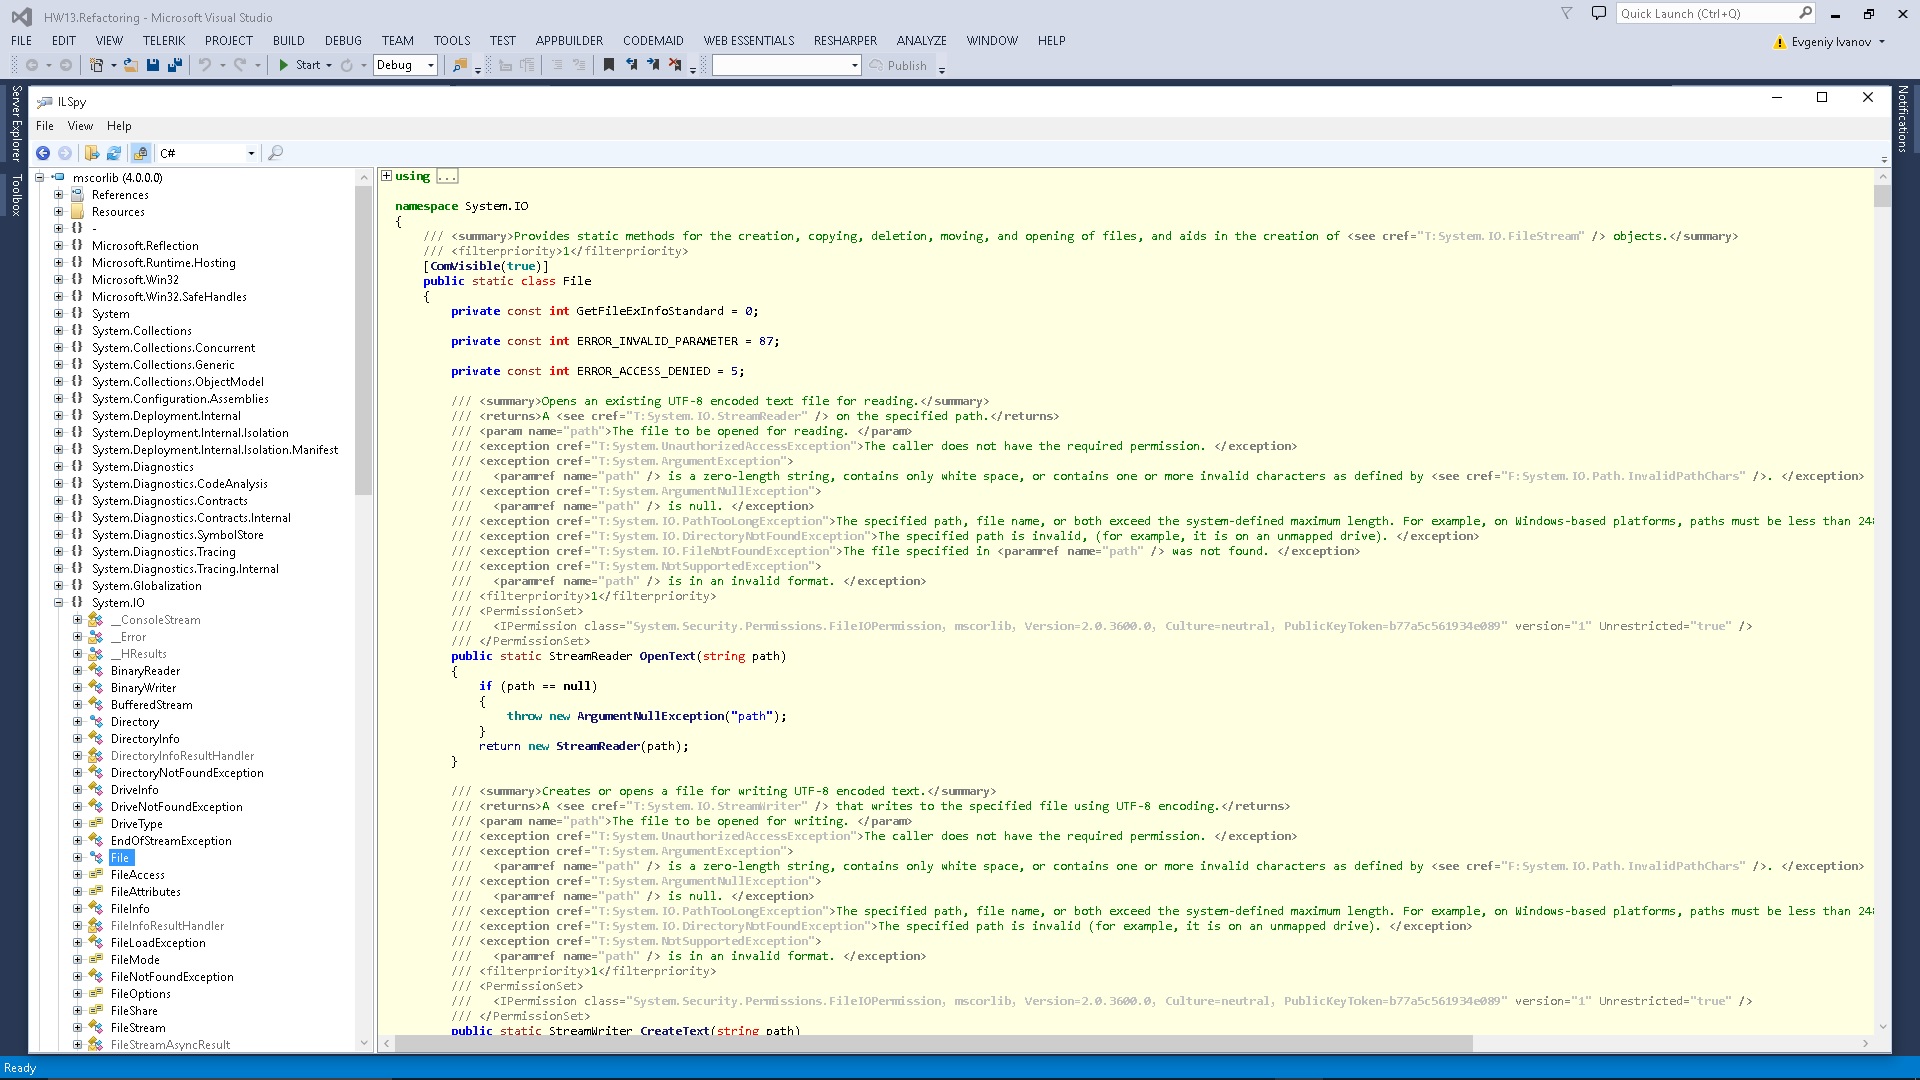 HW13.Refactoring - Microsoft Visual Studio
Quick Launch (Ctrl+Q)
FILE EDIT VIEW TELERIK PROJECT BUILD DEBUG TEAM TOOLS TEST APPBUILDER CODEMAID WEB ESSENTIALS RESHARPER ANALYZE WINDOW HELP
Evgeniy Ivanov
Start Debug Publish
Server Explorer
Toolbox
Notifications
ILSpy
File View Help
C#
mscorlib (4.0.0.0)
References
Resources
{} -
{} Microsoft.Reflection
{} Microsoft.Runtime.Hosting
{} Microsoft.Win32
{} Microsoft.Win32.SafeHandles
{} System
{} System.Collections
{} System.Collections.Concurrent
{} System.Collections.Generic
{} System.Collections.ObjectModel
{} System.Configuration.Assemblies
{} System.Deployment.Internal
{} System.Deployment.Internal.Isolation
{} System.Deployment.Internal.Isolation.Manifest
{} System.Diagnostics
{} System.Diagnostics.CodeAnalysis
{} System.Diagnostics.Contracts
{} System.Diagnostics.Contracts.Internal
{} System.Diagnostics.SymbolStore
{} System.Diagnostics.Tracing
{} System.Diagnostics.Tracing.Internal
{} System.Globalization
{} System.IO
__ConsoleStream
__Error
__HResults
BinaryReader
BinaryWriter
BufferedStream
Directory
DirectoryInfo
DirectoryInfoResultHandler
DirectoryNotFoundException
DriveInfo
DriveNotFoundException
DriveType
EndOfStreamException
File
FileAccess
FileAttributes
FileInfo
FileInfoResultHandler
FileLoadException
FileMode
FileNotFoundException
FileOptions
FileShare
FileStream
FileStreamAsyncResult
using ...
namespace System.IO
{
/// <summary>Provides static methods for the creation, copying, deletion, moving, and opening of files, and aids in the creation of <see cref="T:System.IO.FileStream" /> objects.</summary>
/// <filterpriority>1</filterpriority>
[ComVisible(true)]
public static class File
{
private const int GetFileExInfoStandard = 0;
private const int ERROR_INVALID_PARAMETER = 87;
private const int ERROR_ACCESS_DENIED = 5;
/// <summary>Opens an existing UTF-8 encoded text file for reading.</summary>
/// <returns>A <see cref="T:System.IO.StreamReader" /> on the specified path.</returns>
/// <param name="path">The file to be opened for reading. </param>
/// <exception cref="T:System.UnauthorizedAccessException">The caller does not have the required permission. </exception>
/// <exception cref="T:System.ArgumentException">
/// <paramref name="path" /> is a zero-length string, contains only white space, or contains one or more invalid characters as defined by <see cref="F:System.IO.Path.InvalidPathChars" />. </exception>
/// <exception cref="T:System.ArgumentNullException">
/// <paramref name="path" /> is null. </exception>
/// <exception cref="T:System.IO.PathTooLongException">The specified path, file name, or both exceed the system-defined maximum length. For example, on Windows-based platforms, paths must be less than 248
/// <exception cref="T:System.IO.DirectoryNotFoundException">The specified path is invalid, (for example, it is on an unmapped drive). </exception>
/// <exception cref="T:System.IO.FileNotFoundException">The file specified in <paramref name="path" /> was not found. </exception>
/// <exception cref="T:System.NotSupportedException">
/// <paramref name="path" /> is in an invalid format. </exception>
/// <filterpriority>1</filterpriority>
/// <PermissionSet>
/// <IPermission class="System.Security.Permissions.FileIOPermission, mscorlib, Version=2.0.3600.0, Culture=neutral, PublicKeyToken=b77a5c561934e089" version="1" Unrestricted="true" />
/// </PermissionSet>
public static StreamReader OpenText(string path)
{
if (path == null)
{
throw new ArgumentNullException("path");
}
return new StreamReader(path);
}
/// <summary>Creates or opens a file for writing UTF-8 encoded text.</summary>
/// <returns>A <see cref="T:System.IO.StreamWriter" /> that writes to the specified file using UTF-8 encoding.</returns>
/// <param name="path">The file to be opened for writing. </param>
/// <exception cref="T:System.UnauthorizedAccessException">The caller does not have the required permission. </exception>
/// <exception cref="T:System.ArgumentException">
/// <paramref name="path" /> is a zero-length string, contains only white space, or contains one or more invalid characters as defined by <see cref="F:System.IO.Path.InvalidPathChars" />. </exception>
/// <exception cref="T:System.ArgumentNullException">
/// <paramref name="path" /> is null. </exception>
/// <exception cref="T:System.IO.PathTooLongException">The specified path, file name, or both exceed the system-defined maximum length. For example, on Windows-based platforms, paths must be less than 248
/// <exception cref="T:System.IO.DirectoryNotFoundException">The specified path is invalid (for example, it is on an unmapped drive). </exception>
/// <exception cref="T:System.NotSupportedException">
/// <paramref name="path" /> is in an invalid format. </exception>
/// <filterpriority>1</filterpriority>
/// <PermissionSet>
/// <IPermission class="System.Security.Permissions.FileIOPermission, mscorlib, Version=2.0.3600.0, Culture=neutral, PublicKeyToken=b77a5c561934e089" version="1" Unrestricted="true" />
/// </PermissionSet>
public static StreamWriter CreateText(string path)
Ready